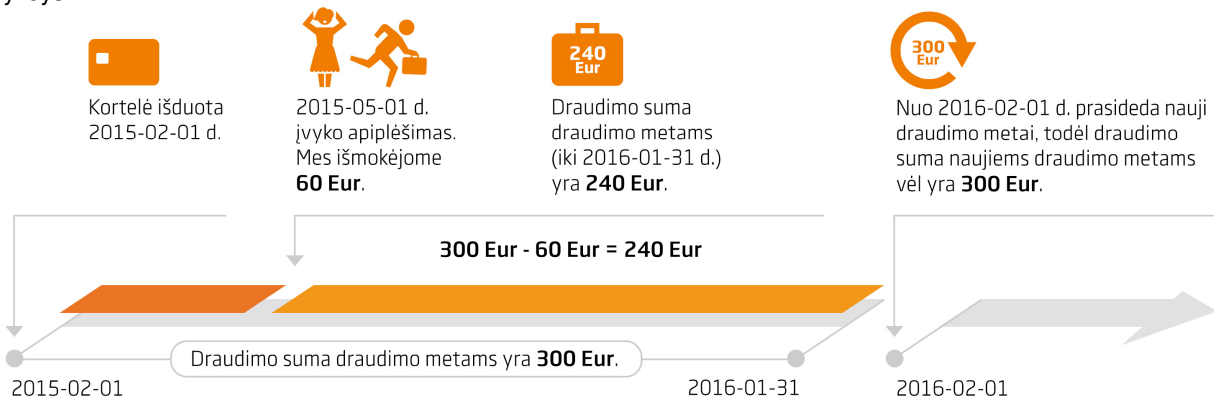 240
Eur
300
Eur
Kortelė išduota
2015-02-01 d.
2015-05-01 d.
įvyko apiplėšimas.
Mes išmokėjome
60 Eur.
Draudimo suma
draudimo metams
(iki 2016-01-31 d.)
yra 240 Eur.
Nuo 2016-02-01 d. prasideda nauji
draudimo metai, todėl draudimo
suma naujiems draudimo metams
vėl yra 300 Eur.
300 Eur - 60 Eur = 240 Eur
Draudimo suma draudimo metams yra 300 Eur.
2015-02-01
2016-01-31
2016-02-01